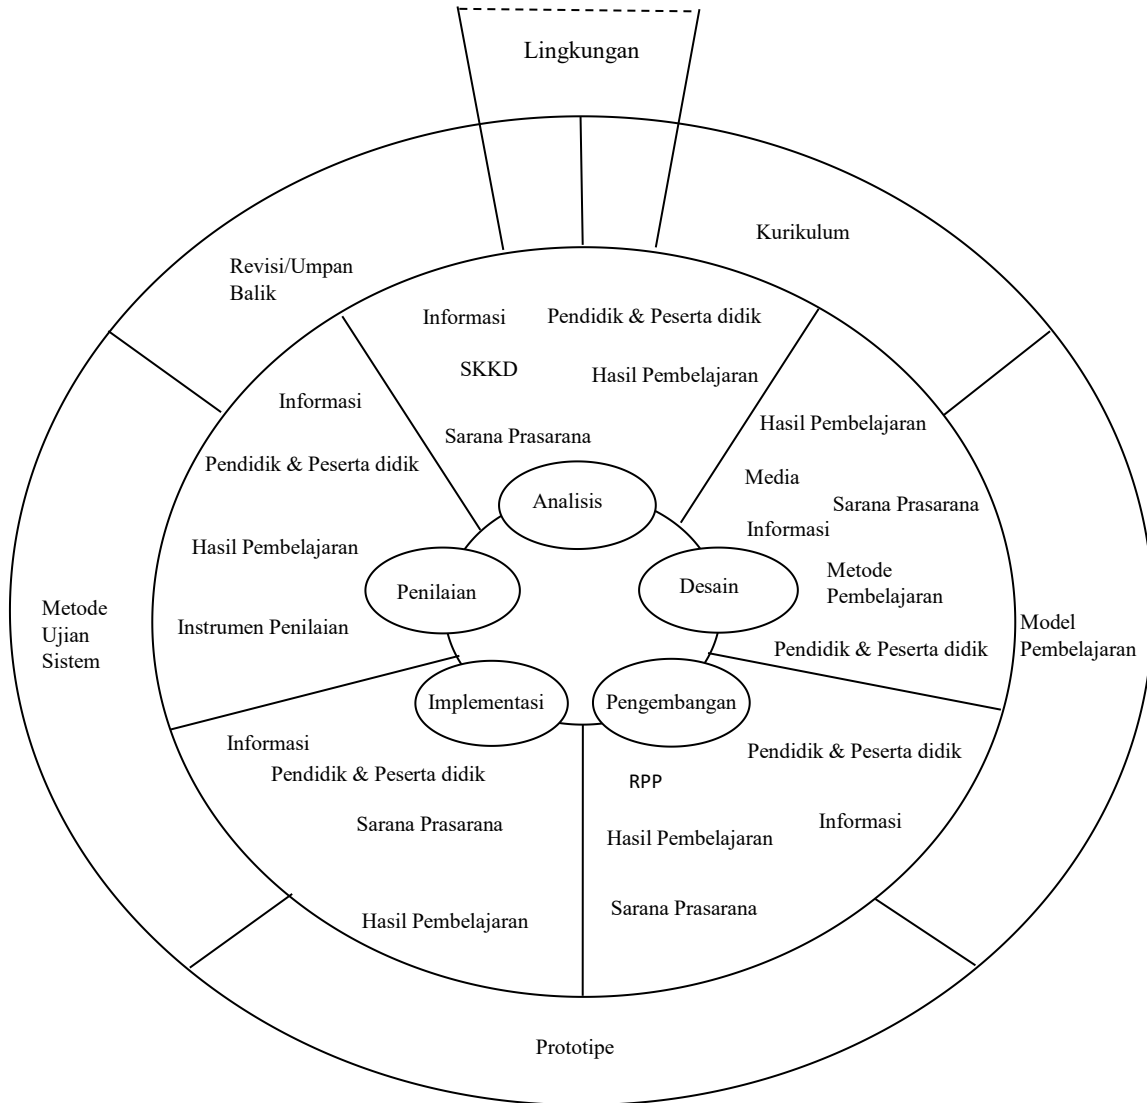 Lingkungan
Kurikulum
Revisi/Umpan
Balik
Informasi
Pendidik & Peserta didik
SKKD
Hasil Pembelajaran
Sarana Prasarana
Informasi
Pendidik & Peserta didik
Hasil Pembelajaran
Instrumen Penilaian
Hasil Pembelajaran
Media
Sarana Prasarana
Informasi
Metode
Pembelajaran
Pendidik & Peserta didik
Analisis
Penilaian
Desain
Implementasi
Pengembangan
Metode
Ujian
Sistem
Model
Pembelajaran
Informasi
Pendidik & Peserta didik
Sarana Prasarana
Hasil Pembelajaran
Pendidik & Peserta didik
RPP
Informasi
Hasil Pembelajaran
Sarana Prasarana
Prototipe